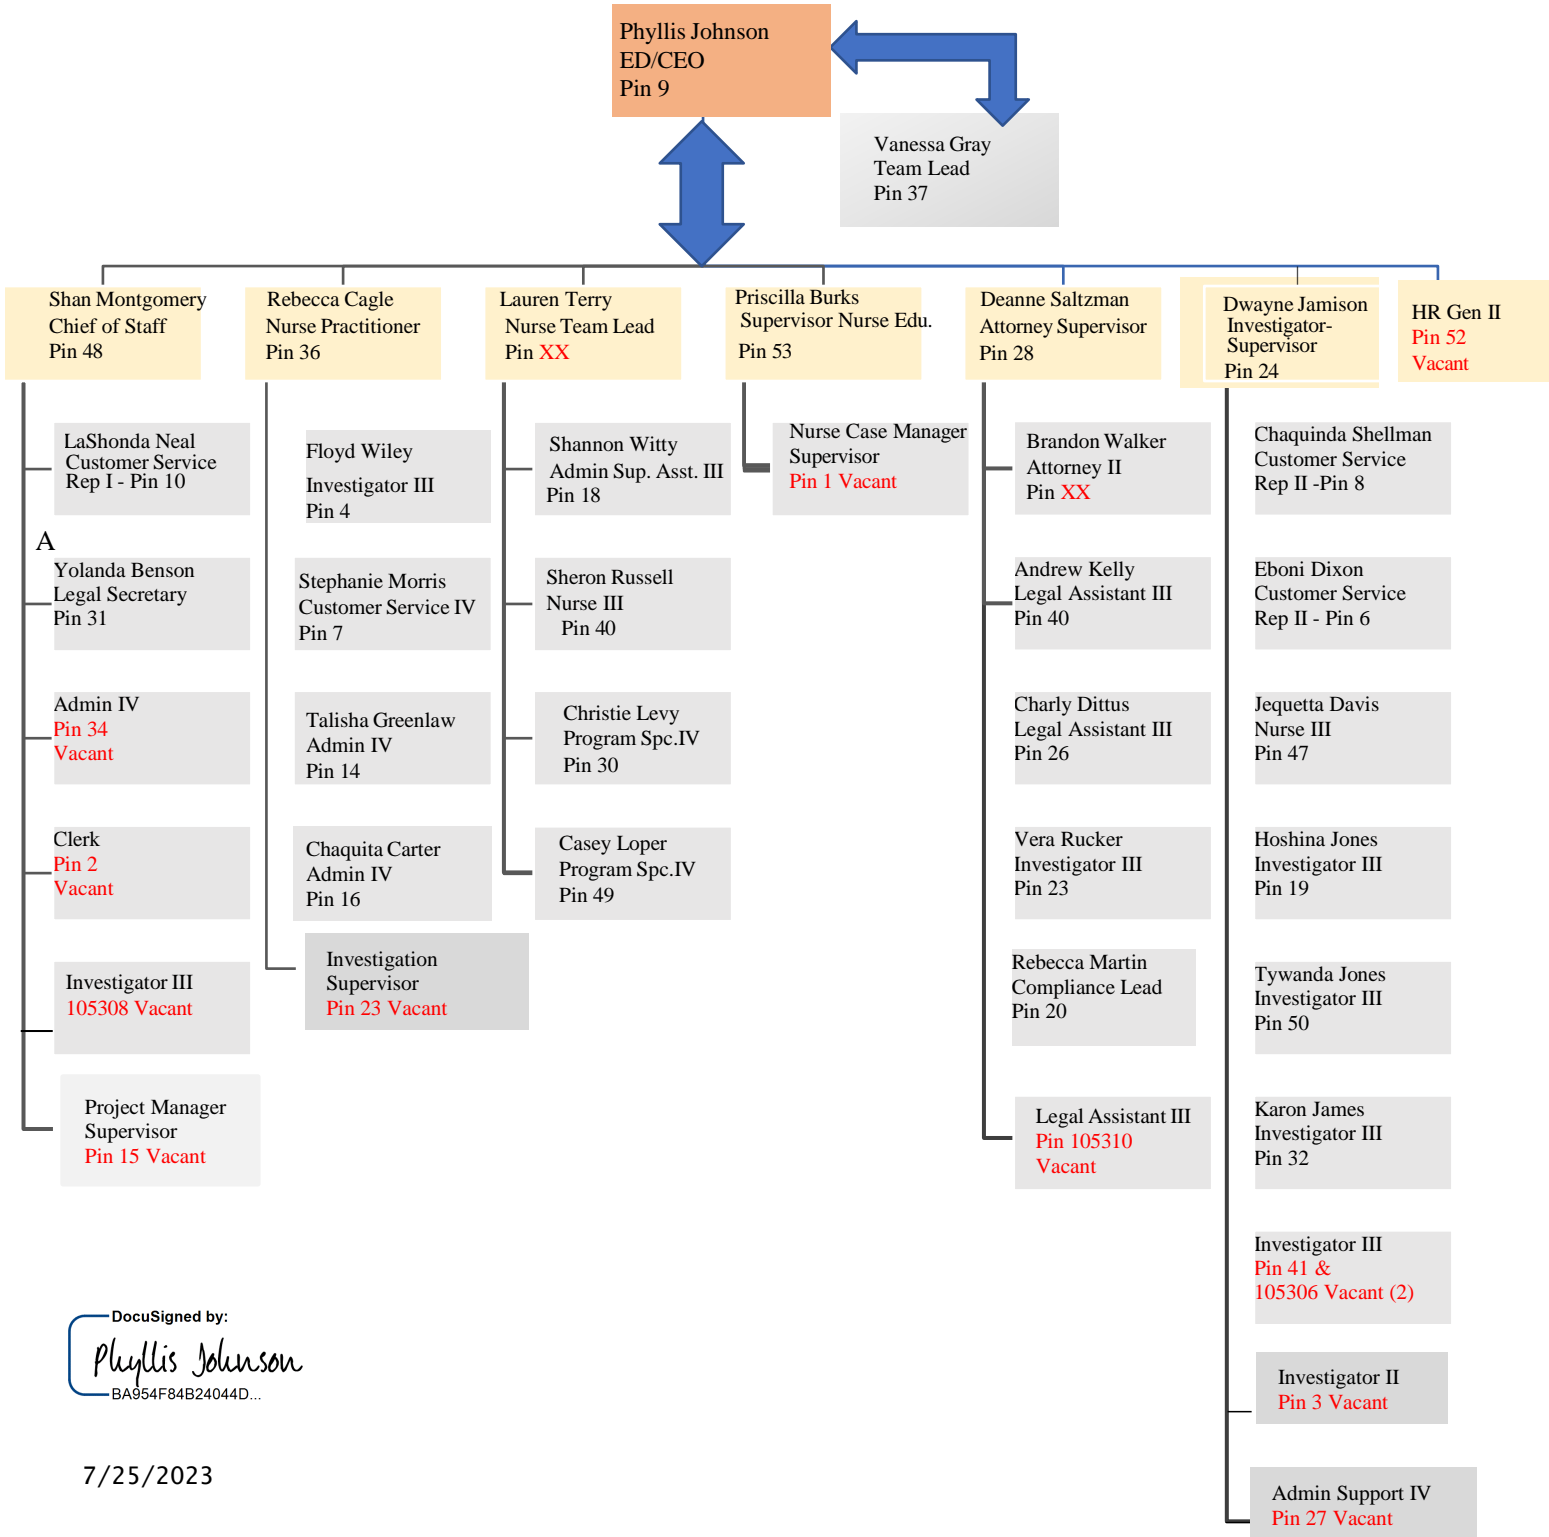 Phyllis Johnson
ED/CEO
Pin 9
Vanessa Gray
Team Lead
Pin 37
Shan Montgomery
Chief of Staff
Pin 48
Rebecca Cagle
Nurse Practitioner
Pin 36
Lauren Terry
Nurse Team Lead
Pin XX
Priscilla Burks
Supervisor Nurse Edu.
Pin 53
Deanne Saltzman
Attorney Supervisor
Pin 28
Dwayne Jamison
Investigator-
Supervisor
Pin 24
HR Gen II
Pin 52
Vacant
LaShonda Neal
Customer Service
Rep I - Pin 10
A
Yolanda Benson
Legal Secretary
Pin 31
Admin IV
Pin 34
Vacant
Clerk
Pin 2
Vacant
Investigator III
105308 Vacant
Project Manager
Supervisor
Pin 15 Vacant
Floyd Wiley
Investigator III
Pin 4
Stephanie Morris
Customer Service IV
Pin 7
Talisha Greenlaw
Admin IV
Pin 14
Chaquita Carter
Admin IV
Pin 16
Investigation
Supervisor
Pin 23 Vacant
Shannon Witty
Admin Sup. Asst. III
Pin 18
Sheron Russell
Nurse III
Pin 40
Christie Levy
Program Spc.IV
Pin 30
Casey Loper
Program Spc.IV
Pin 49
Nurse Case Manager
Supervisor
Pin 1 Vacant
Brandon Walker
Attorney II
Pin XX
Andrew Kelly
Legal Assistant III
Pin 40
Charly Dittus
Legal Assistant III
Pin 26
Vera Rucker
Investigator III
Pin 23
Rebecca Martin
Compliance Lead
Pin 20
Legal Assistant III
Pin 105310
Vacant
Chaquinda Shellman
Customer Service
Rep II -Pin 8
Eboni Dixon
Customer Service
Rep II - Pin 6
Jequetta Davis
Nurse III
Pin 47
Hoshina Jones
Investigator III
Pin 19
Tywanda Jones
Investigator III
Pin 50
Karon James
Investigator III
Pin 32
Investigator III
Pin 41 &
105306 Vacant (2)
Investigator II
Pin 3 Vacant
Admin Support IV
Pin 27 Vacant
DocuSigned by:
Phyllis Johnson
BA954F84B24044D...
7/25/2023